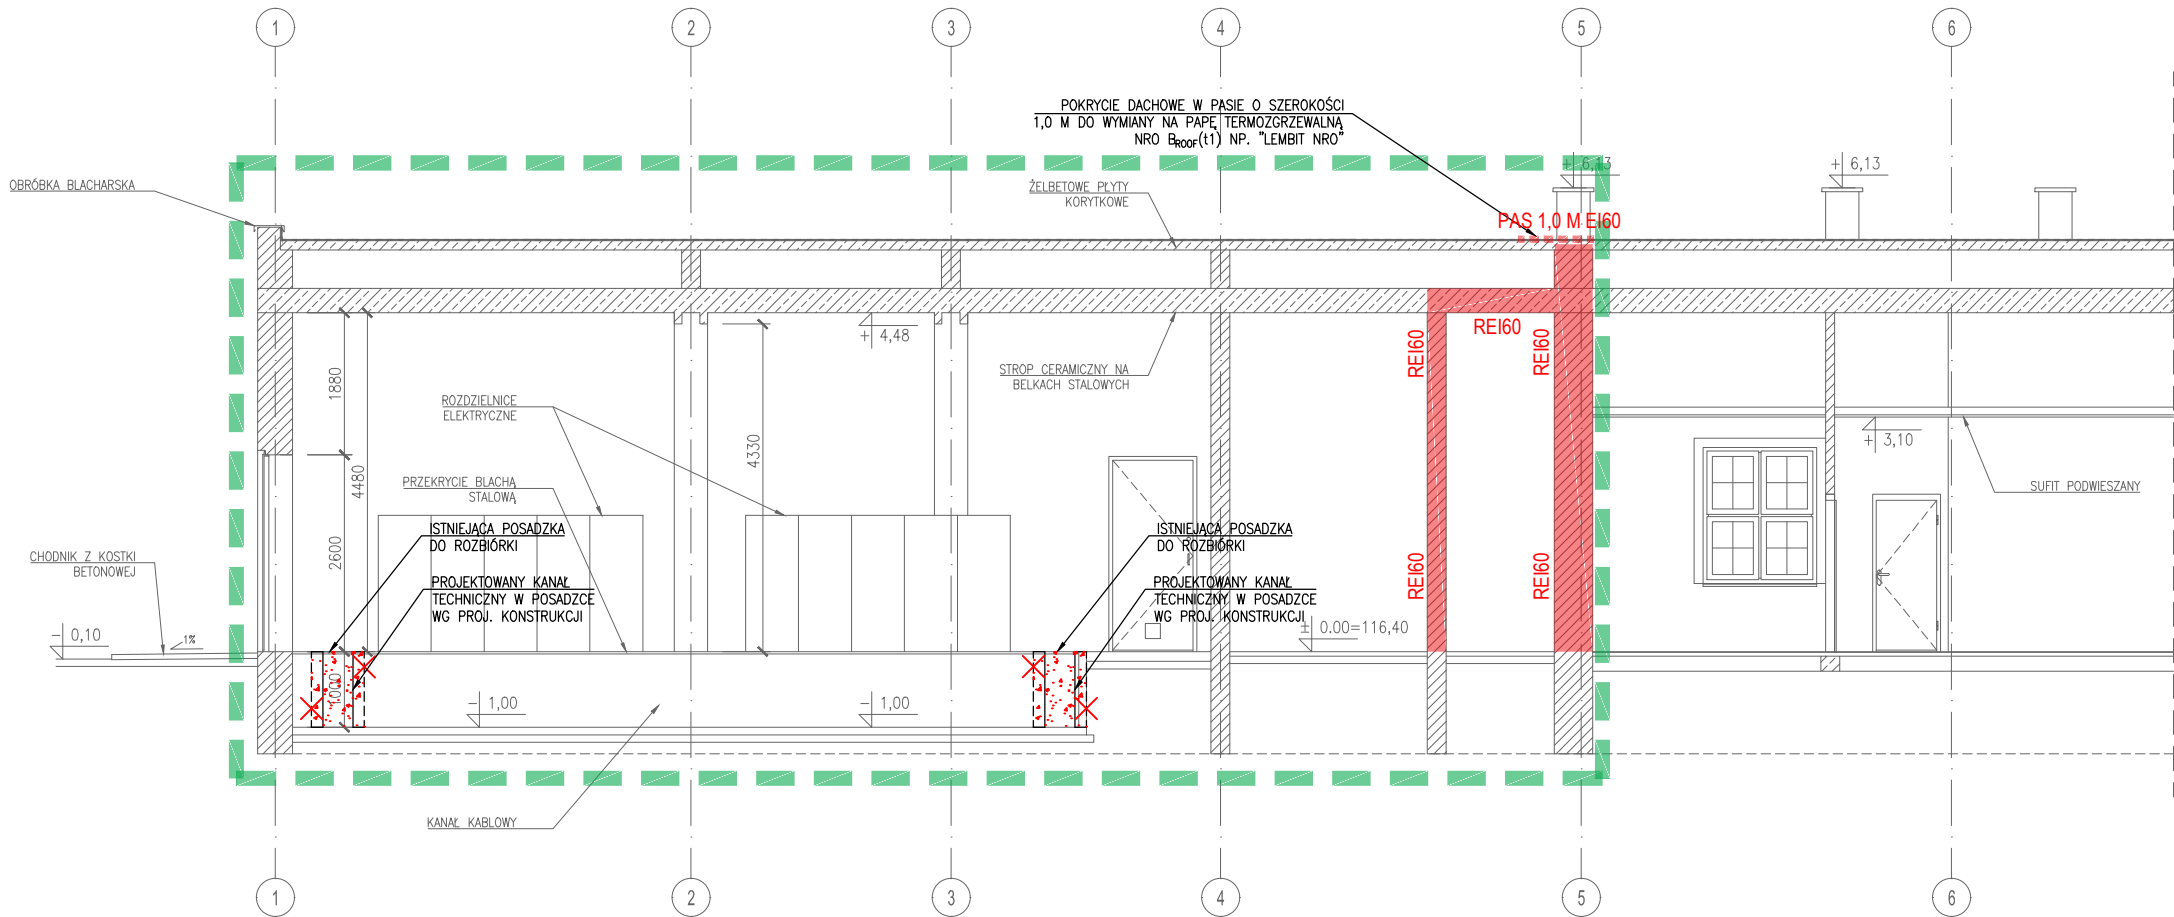 1
2
3
4
5
6
POKRYCIE DACHOWE W PASIE O SZEROKOŚCI
1,0 M DO WYMIANY NA PAPĘ TERMOZGRZEWALNĄ
NRO BROOF(t1) NP. "LEMBIT NRO"
+ 6,13
+ 6,13
OBRÓBKA BLACHARSKA
ŻELBETOWE PŁYTY
KORYTKOWE
PAS 1,0 M EI60
+ 4,48
REI60
REI60
REI60
STROP CERAMICZNY NA
BELKACH STALOWYCH
1880
ROZDZIELNICE
ELEKTRYCZNE
4330
4480
+ 3,10
PRZEKRYCIE BLACHĄ
STALOWĄ
SUFIT PODWIESZANY
ISTNIEJĄCA POSADZKA
DO ROZBIÓRKI
ISTNIEJĄCA POSADZKA
DO ROZBIÓRKI
2600
CHODNIK Z KOSTKI
BETONOWEJ
PROJEKTOWANY KANAŁ
TECHNICZNY W POSADZCE
WG PROJ. KONSTRUKCJI
PROJEKTOWANY KANAŁ
TECHNICZNY W POSADZCE
WG PROJ. KONSTRUKCJI
REI60
REI60
- 0,10
1%
± 0.00=116,40
1000
- 1,00
- 1,00
KANAŁ KABLOWY
1
2
3
4
5
6